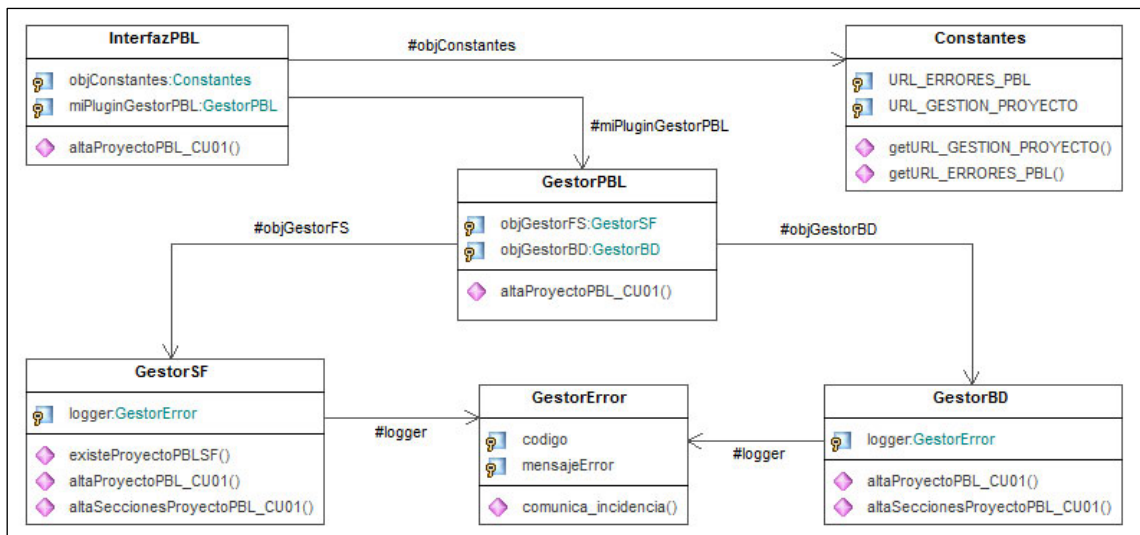 InterfazPBL
objConstantes:Constantes
miPluginGestorPBL:GestorPBL
altaProyectoPBL_CU01()
#objConstantes
Constantes
URL_ERRORES_PBL
URL_GESTION_PROYECTO
getURL_GESTION_PROYECTO()
getURL_ERRORES_PBL()
#miPluginGestorPBL
GestorPBL
objGestorFS:GestorSF
objGestorBD:GestorBD
altaProyectoPBL_CU01()
#objGestorFS
#objGestorBD
GestorSF
logger:GestorError
existeProyectoPBLSF()
altaProyectoPBL_CU01()
altaSeccionesProyectoPBL_CU01()
#logger
GestorError
codigo
mensajeError
comunica_incidencia()
#logger
GestorBD
logger:GestorError
altaProyectoPBL_CU01()
altaSeccionesProyectoPBL_CU01()